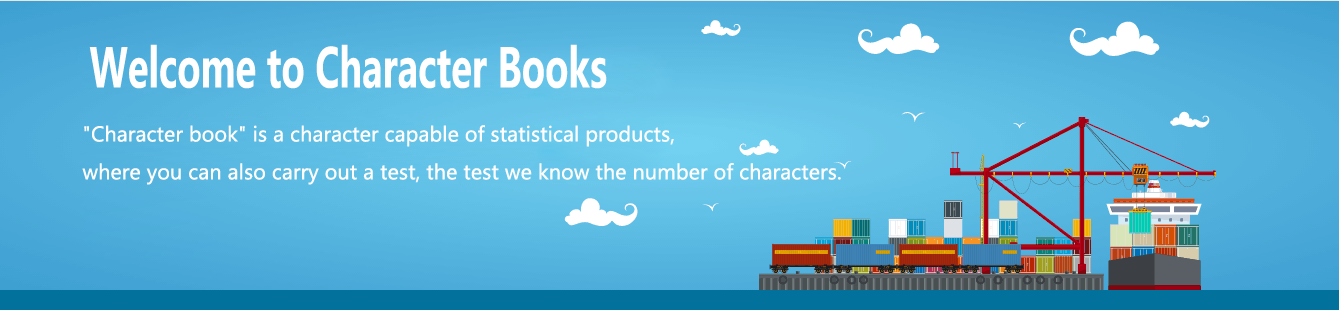 Welcome to Character Books
"Character book" is a character capable of statistical products,
where you can also carry out a test, the test we know the number of characters.